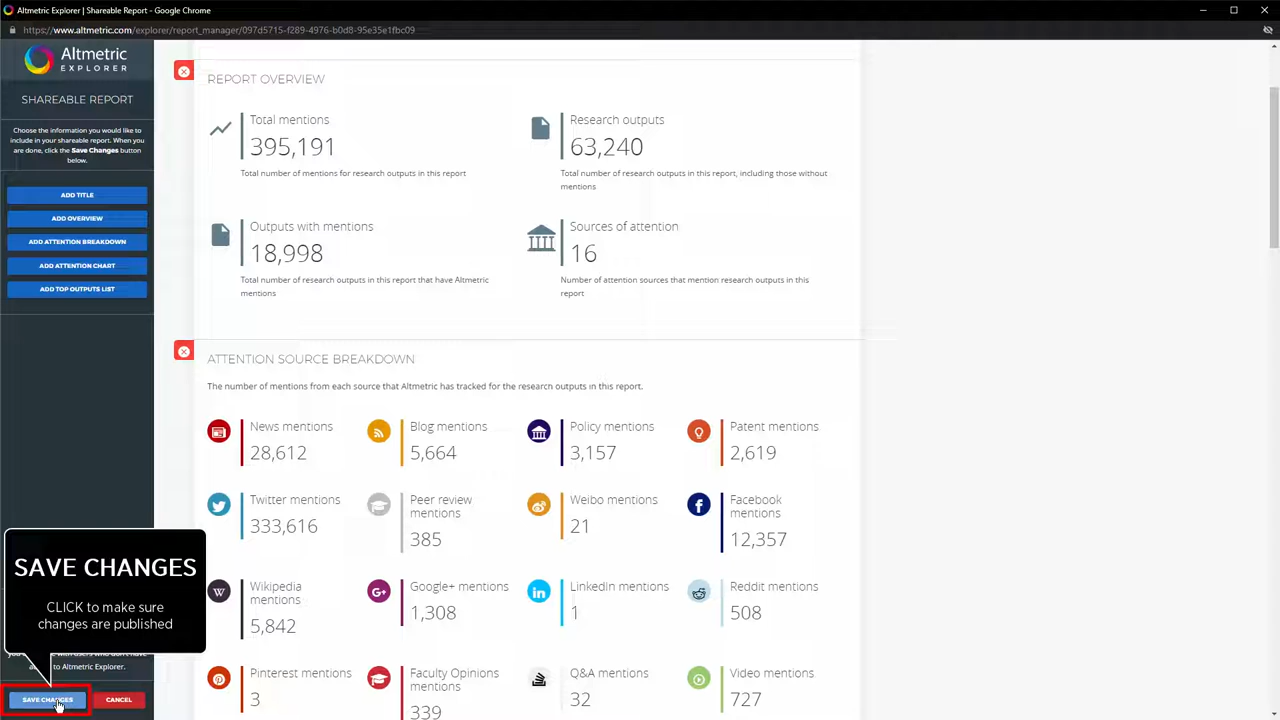 Altmetric Explorer | Shareable Report - Google Chrome
https://www.altmetric.com/explorer/report_manager/097d5715-f289-4976-b0d8-95e35e1fbc09
Altmetric
EXPLORER
SHAREABLE REPORT
Choose the information you would like
to include in your shareable report. When
you are done, click the Save Changes button
below.
ADD TITLE
ADD OVERVIEW
ADD ATTENTION BREAKDOWN
ADD ATTENTION CHART
ADD TOP OUTPUTS LIST
SAVE CHANGES
CLICK to make sure
changes are published
to Altmetric Explorer.
SAVE CHANGES
CANCEL
REPORT OVERVIEW
Total mentions
395,191
Total number of mentions for research outputs in this report
Research outputs
63,240
Total number of research outputs in this report, including those without
mentions
Outputs with mentions
18,998
Total number of research outputs in this report that have Altmetric
mentions
Sources of attention
16
Number of attention sources that mention research outputs in this
report
ATTENTION SOURCE BREAKDOWN
The number of mentions from each source that Altmetric has tracked for the research outputs in this report.
News mentions
28,612
Blog mentions
5,664
Policy mentions
3,157
Patent mentions
2,619
Twitter mentions
333,616
Peer review
mentions
385
Weibo mentions
21
Facebook
mentions
12,357
Wikipedia
mentions
5,842
Google+ mentions
1,308
LinkedIn mentions
1
Reddit mentions
508
Pinterest mentions
3
Faculty Opinions
mentions
339
Q&A mentions
32
Video mentions
727